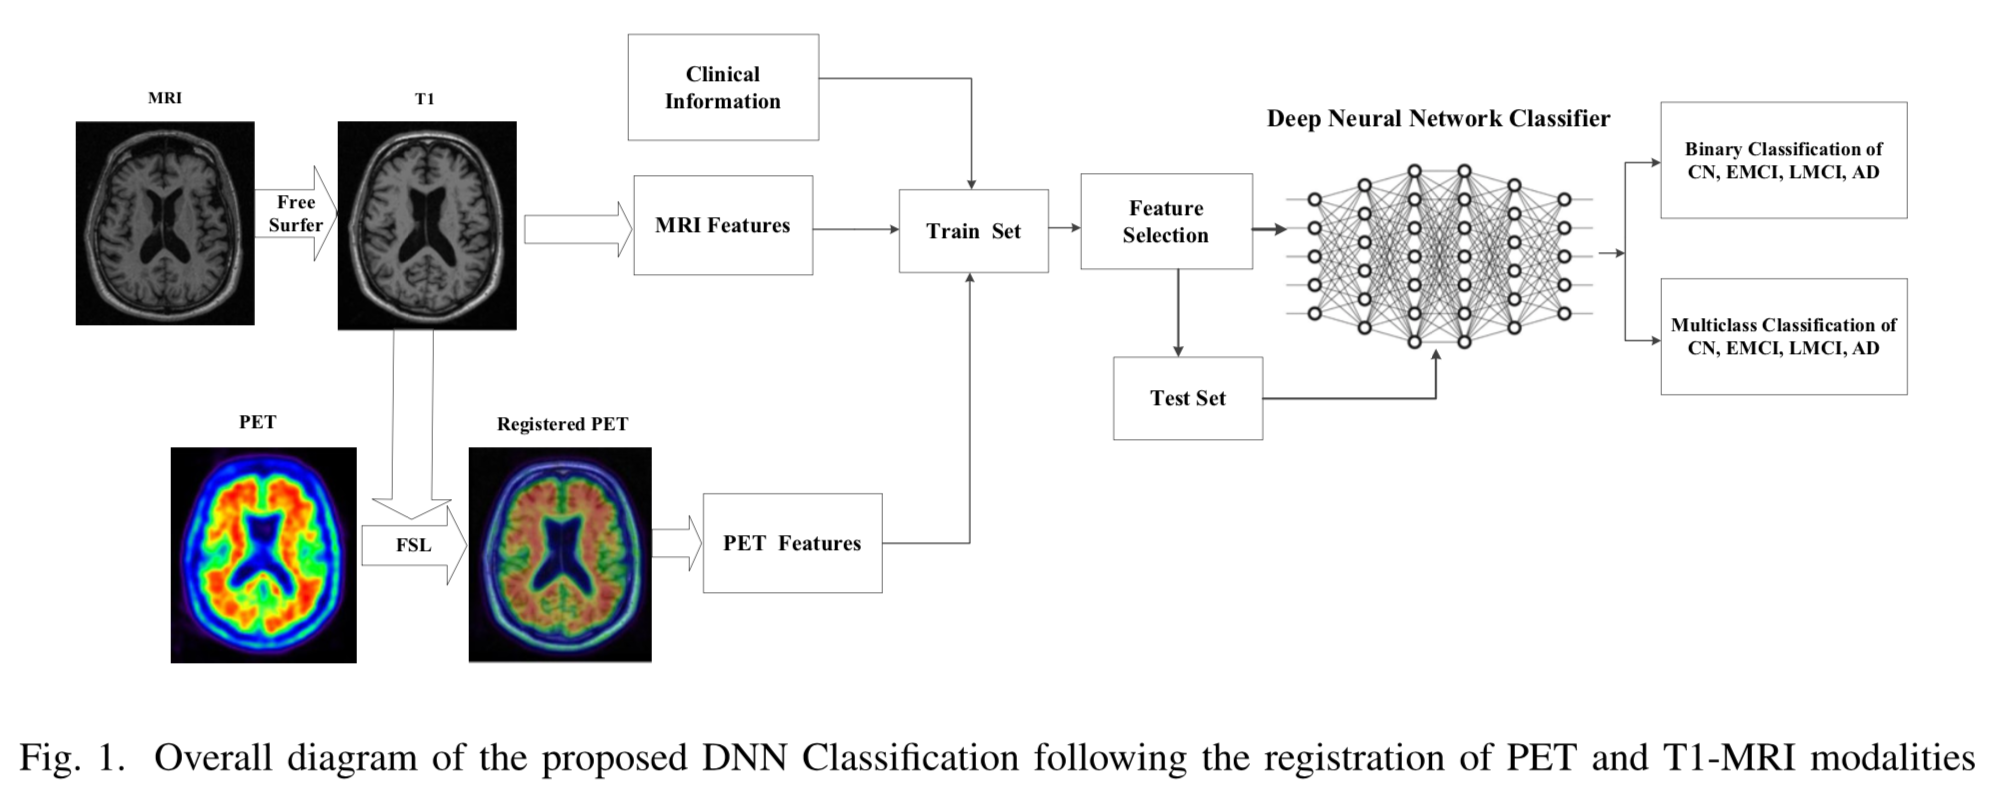 Clinical
Information
MRI
T1
Free
Surfer
MRI Features
Train Set
Feature
Selection
Deep Neural Network Classifier
Binary Classification of
CN, EMCI, LMCI, AD
Multiclass Classification of
CN, EMCI, LMCI, AD
Test Set
PET
FSL
Registered PET
PET Features
Fig. 1. Overall diagram of the proposed DNN Classification following the registration of PET and T1-MRI modalities